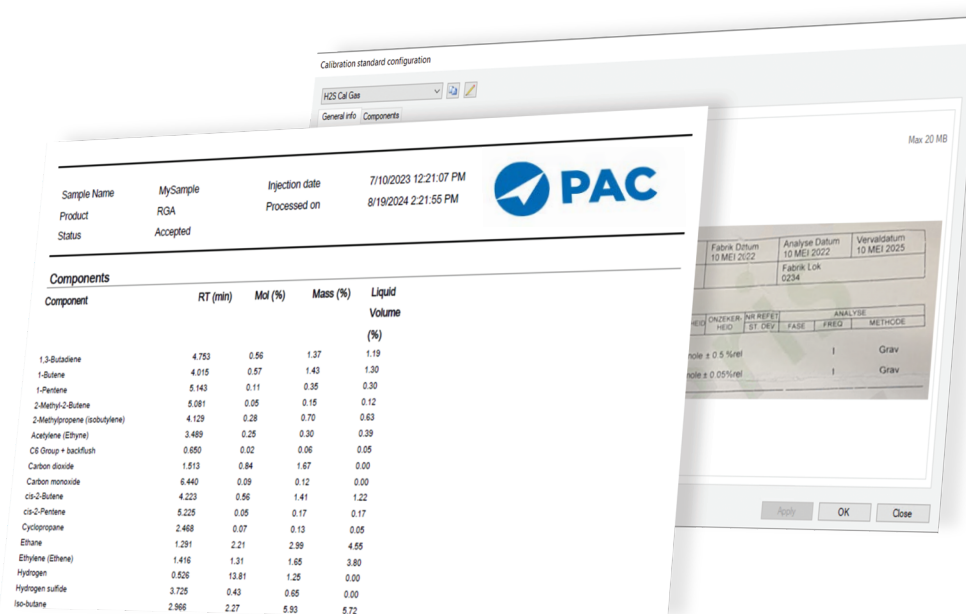 Calibration standard configuration
H2S Cal Gas
General info Components
Max 20 MB
Fabrik Datum Analyse Datum Vervaldatum
10 MEI 2022 10 MEI 2022 10 MEI 2025
Fabrik Lok
0234
HEID ONZEKER- NR REFET ANALYSE
HEID ST. DEV FASE FREQ METHODE
mole ± 0.5 %rel I Grav
mole ± 0.05%rel I Grav
Apply OK Close
Sample Name MySample Injection date 7/10/2023 12:21:07 PM
Product RGA Processed on 8/19/2024 2:21:55 PM
Status Accepted
PAC
Components
Component RT (min) Mol (%) Mass (%) Liquid
Volume
(%)
1,3-Butadiene 4.753 0.56 1.37 1.19
1-Butene 4.015 0.57 1.43 1.30
1-Pentene 5.143 0.11 0.35 0.30
2-Methyl-2-Butene 5.081 0.05 0.15 0.12
2-Methylpropene (isobutylene) 4.129 0.28 0.70 0.63
Acetylene (Ethyne) 3.489 0.25 0.30 0.39
C6 Group + backflush 0.650 0.02 0.06 0.05
Carbon dioxide 1.513 0.84 1.67 0.00
Carbon monoxide 6.440 0.09 0.12 0.00
cis-2-Butene 4.223 0.56 1.41 1.22
cis-2-Pentene 5.225 0.05 0.17 0.17
Cyclopropane 2.468 0.07 0.13 0.05
Ethane 1.291 2.21 2.99 4.55
Ethylene (Ethene) 1.416 1.31 1.65 3.80
Hydrogen 0.526 13.81 1.25 0.00
Hydrogen sulfide 3.725 0.43 0.65 0.00
Iso-butane 2.966 2.27 5.93 5.72